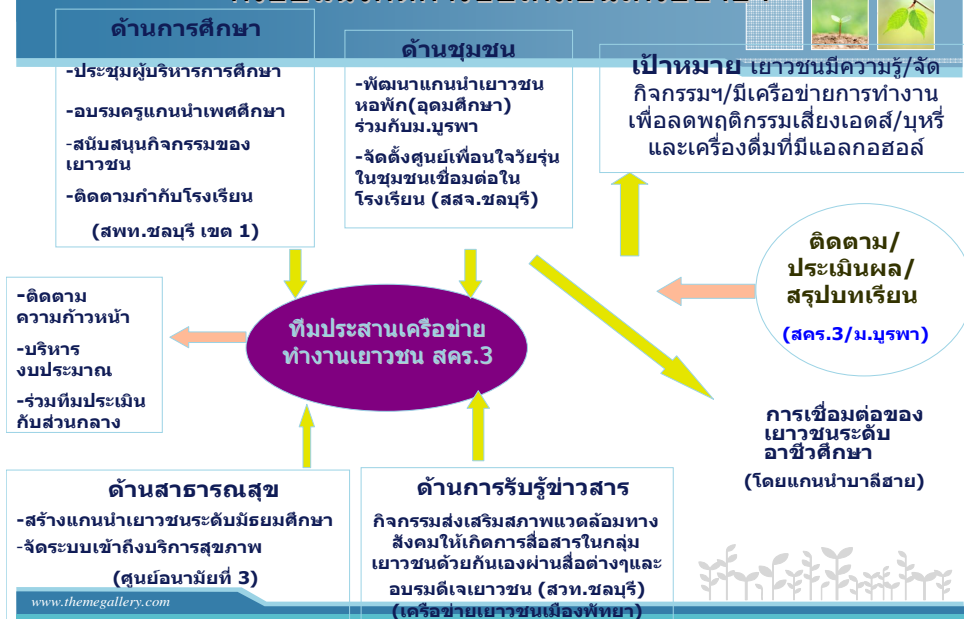 ด้านการศึกษา
-ประชุมผู้บริหารการศึกษา
-อบรมครูแกนนำเพศศึกษา
-สนับสนุนกิจกรรมของ
เยาวชน
-ติดตามกำกับโรงเรียน
(สพท.ชลบุรี เขต 1)
ด้านชุมชน
-พัฒนาแกนนำเยาวชน
หอพัก(อุดมศึกษา)
ร่วมกับม.บูรพา
-จัดตั้งศูนย์เพื่อนใจวัยรุ่น
ในชุมชนเชื่อมต่อใน
โรงเรียน (สสจ.ชลบุรี)
เป้าหมาย เยาวชนมีความรู้/จัด
กิจกรรมฯ/มีเครือข่ายการทำงาน
เพื่อลดพฤติกรรมเสี่ยงเอดส์/บุหรี่
และเครื่องดื่มที่มีแอลกอฮอล์
ติดตาม/
ประเมินผล/
สรุปบทเรียน
(สคร.3/ม.บูรพา)
-ติดตาม
ความก้าวหน้า
-บริหาร
งบประมาณ
-ร่วมทีมประเมิน
กับส่วนกลาง
ทีมประสานเครือข่าย
ทำงานเยาวชน สคร.3
การเชื่อมต่อของ
เยาวชนระดับ
อาชีวศึกษา
(โดยแกนนำบาลีฮาย)
ด้านสาธารณสุข
-สร้างแกนนำเยาวชนระดับมัธยมศึกษา
-จัดระบบเข้าถึงบริการสุขภาพ
(ศูนย์อนามัยที่ 3)
ด้านการรับรู้ข่าวสาร
กิจกรรมส่งเสริมสภาพแวดล้อมทาง
สังคมให้เกิดการสื่อสารในกลุ่ม
เยาวชนด้วยกันเองผ่านสื่อต่างๆและ
อบรมดีเจเยาวชน (สวท.ชลบุรี)
(เครือข่ายเยาวชนเมืองพัทยา)
www.themegallery.com